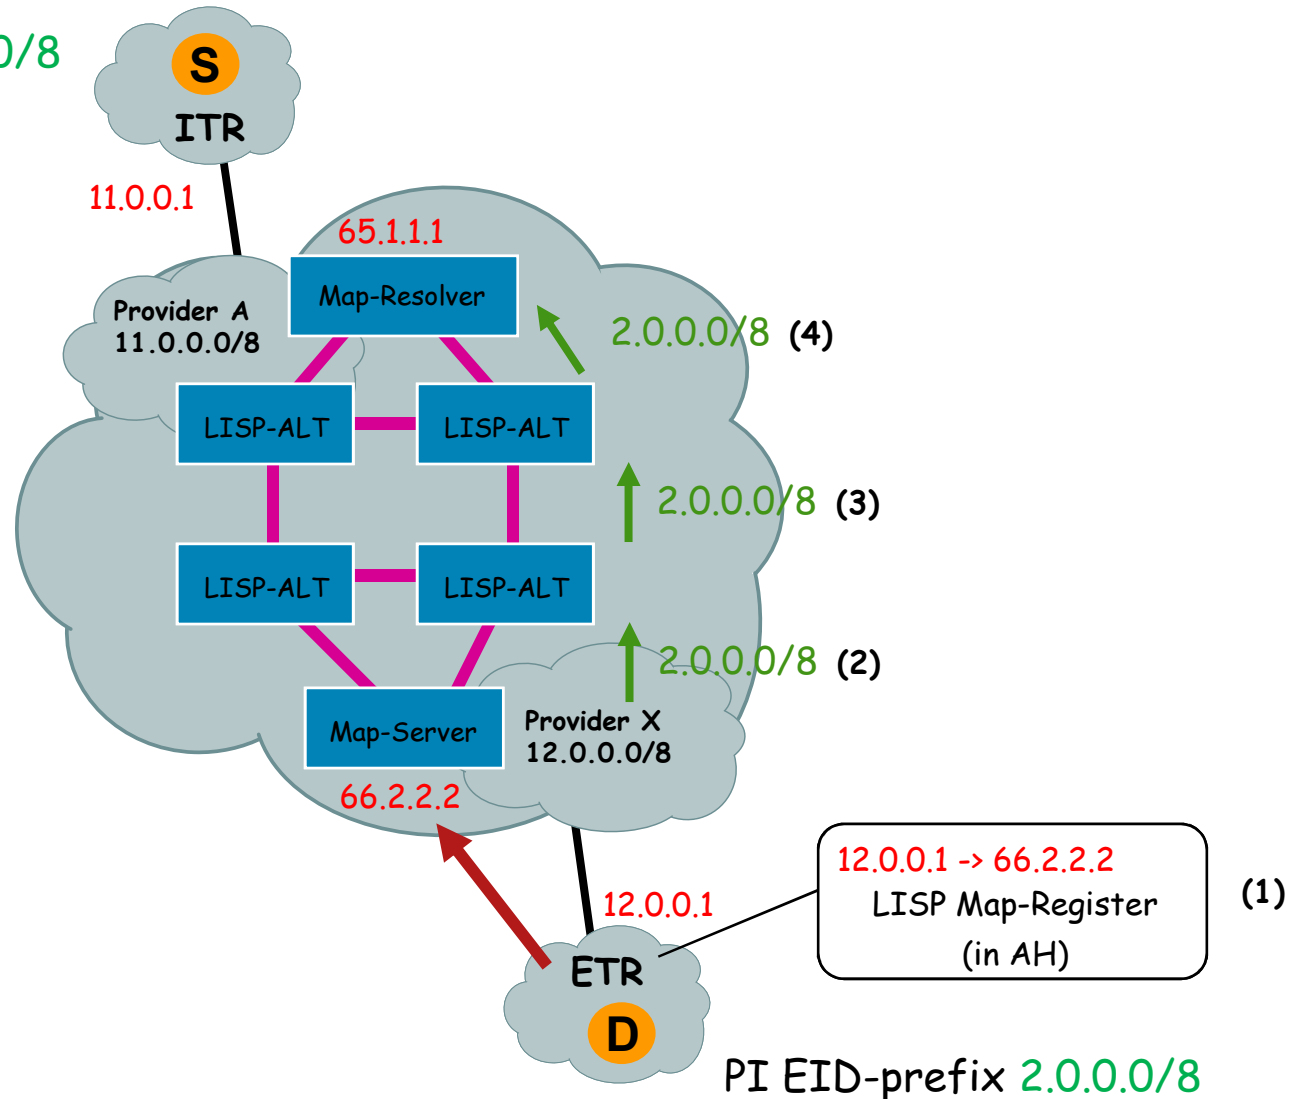 0/8
S
ITR
11.0.0.1
65.1.1.1
Map-Resolver
Provider A
11.0.0.0/8
2.0.0.0/8 (4)
LISP-ALT
LISP-ALT
2.0.0.0/8 (3)
LISP-ALT
LISP-ALT
2.0.0.0/8 (2)
Map-Server
Provider X
12.0.0.0/8
66.2.2.2
12.0.0.1 -> 66.2.2.2
LISP Map-Register
(in AH)
(1)
12.0.0.1
ETR
D
PI EID-prefix 2.0.0.0/8